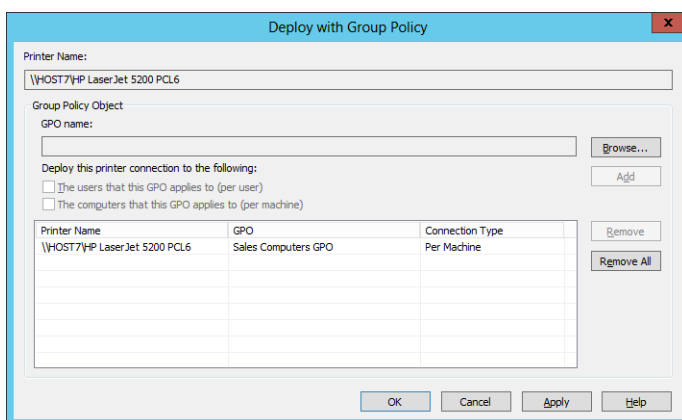 Deploy with Group Policy
x
Printer Name:
\\HOST7\HP LaserJet 5200 PCL6
Group Policy Object
GPO name:
Browse...
Deploy this printer connection to the following:
Add
The users that this GPO applies to (per user)
The computers that this GPO applies to (per machine)
Printer Name GPO Connection Type
Remove
\\HOST7\HP LaserJet 5200 PCL6 Sales Computers GPO Per Machine
Remove All
OK Cancel Apply Help